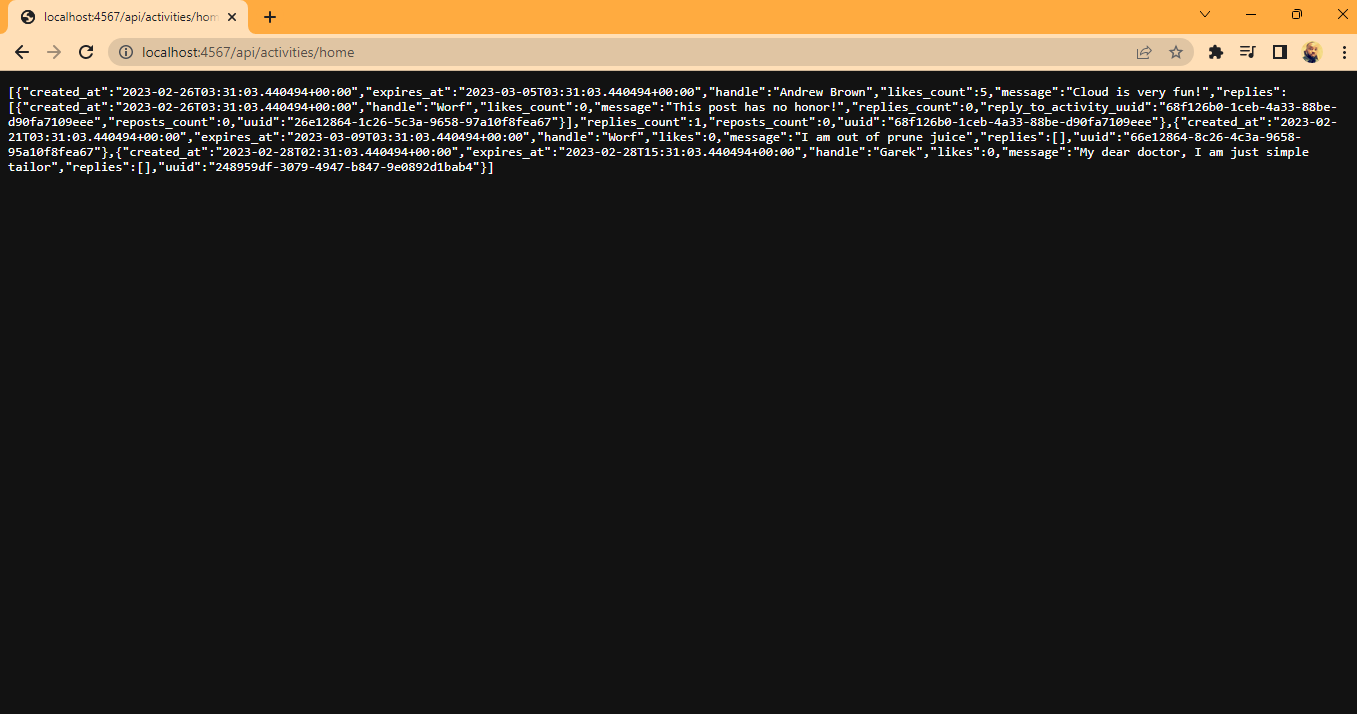 localhost:4567/api/activities/hom
localhost:4567/api/activities/home
[{"created_at":"2023-02-26T03:31:03.440494+00:00","expires_at":"2023-03-05T03:31:03.440494+00:00","handle":"Andrew Brown","likes_count":5,"message":"Cloud is very fun!","replies":
[{"created_at":"2023-02-26T03:31:03.440494+00:00","handle":"Worf","likes_count":0,"message":"This post has no honor!","replies_count":0,"reply_to_activity_uuid":"68f126b0-1ceb-4a33-88be-
d90fa7109eee","reposts_count":0,"uuid":"26e12864-1c26-5c3a-9658-97a10f8fea67"}],"replies_count":1,"reposts_count":0,"uuid":"68f126b0-1ceb-4a33-88be-d90fa7109eee"},{"created_at":"2023-02-
21T03:31:03.440494+00:00","expires_at":"2023-03-09T03:31:03.440494+00:00","handle":"Worf","likes":0,"message":"I am out of prune juice","replies":[],"uuid":"66e12864-8c26-4c3a-9658-
95a10f8fea67"},{"created_at":"2023-02-28T02:31:03.440494+00:00","expires_at":"2023-02-28T15:31:03.440494+00:00","handle":"Garek","likes":0,"message":"My dear doctor, I am just simple
tailor","replies":[],"uuid":"248959df-3079-4947-b847-9e0892d1bab4"}]